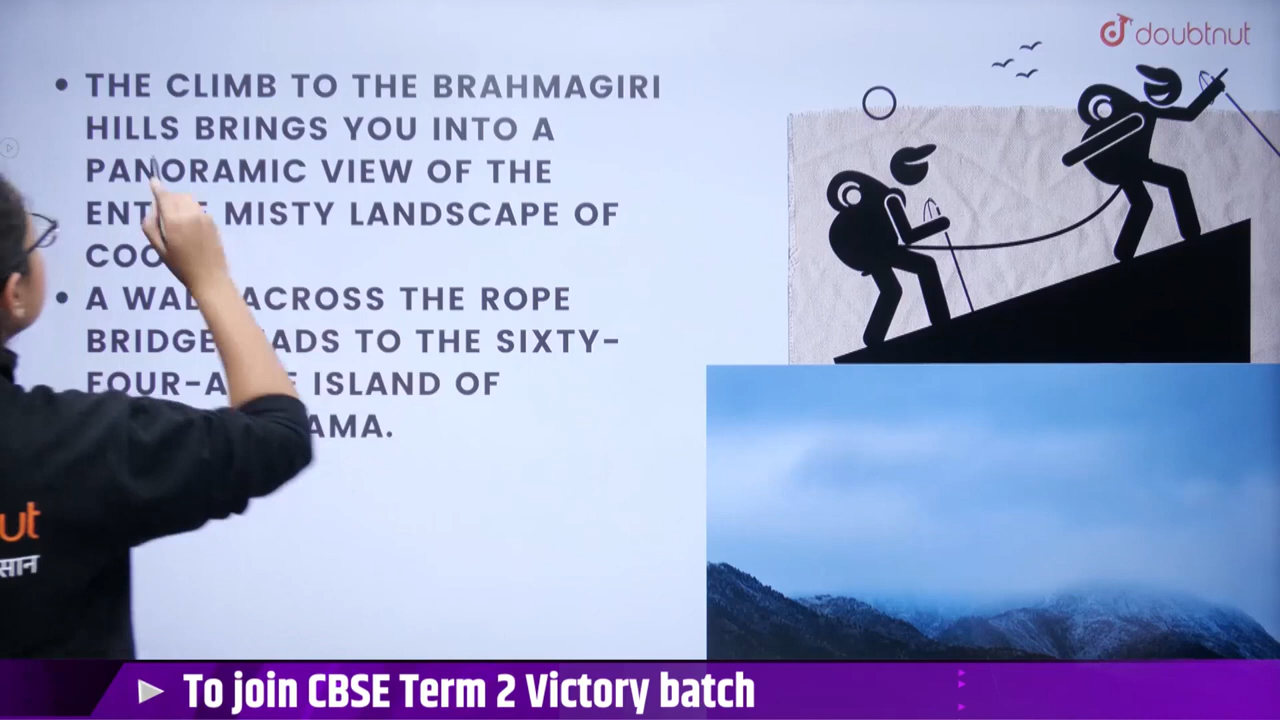 doubtnut
THE CLIMB TO THE BRAHMAGIRI
HILLS BRINGS YOU INTO A
PANORAMIC VIEW OF THE
MISTY LANDSCAPE OF
A ACROSS THE ROPE
BRIDGE TO THE SIXTY-
ISLAND OF
To join CBSE Term 2 Victory batch